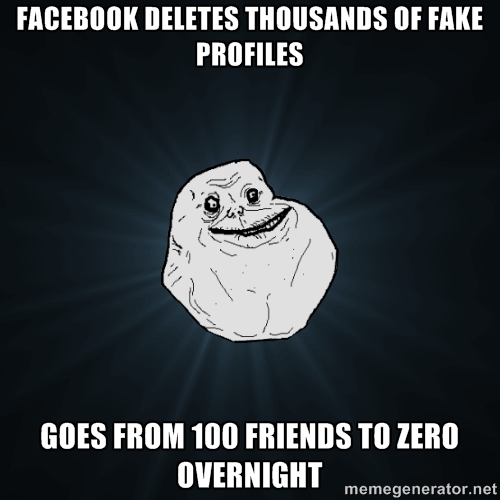 FACEBOOK DELETES THOUSANDS OF FAKE
PROFILES
GOES FROM 100 FRIENDS TO ZERO
OVERNIGHT
memegenerator.net